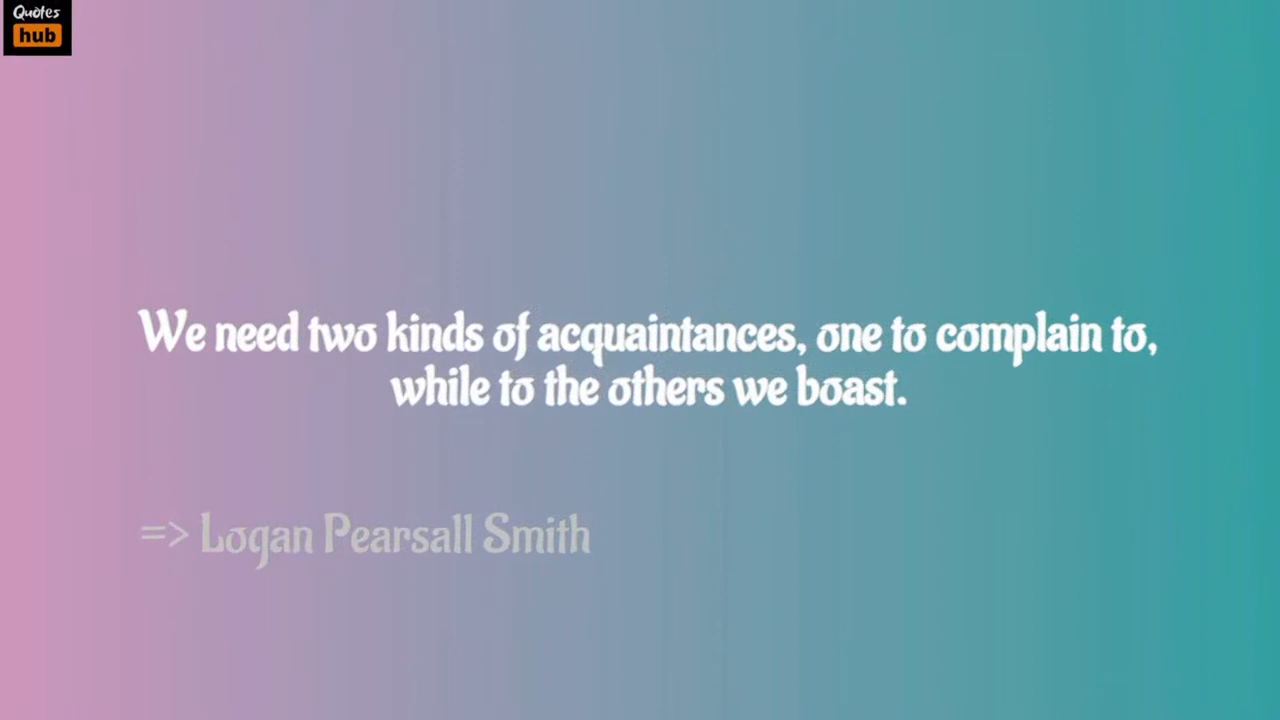 Quotes
hub
We need two kinds of acquaintances, one to complain to,
while to the others we boast.
=> Logan Pearsall Smith